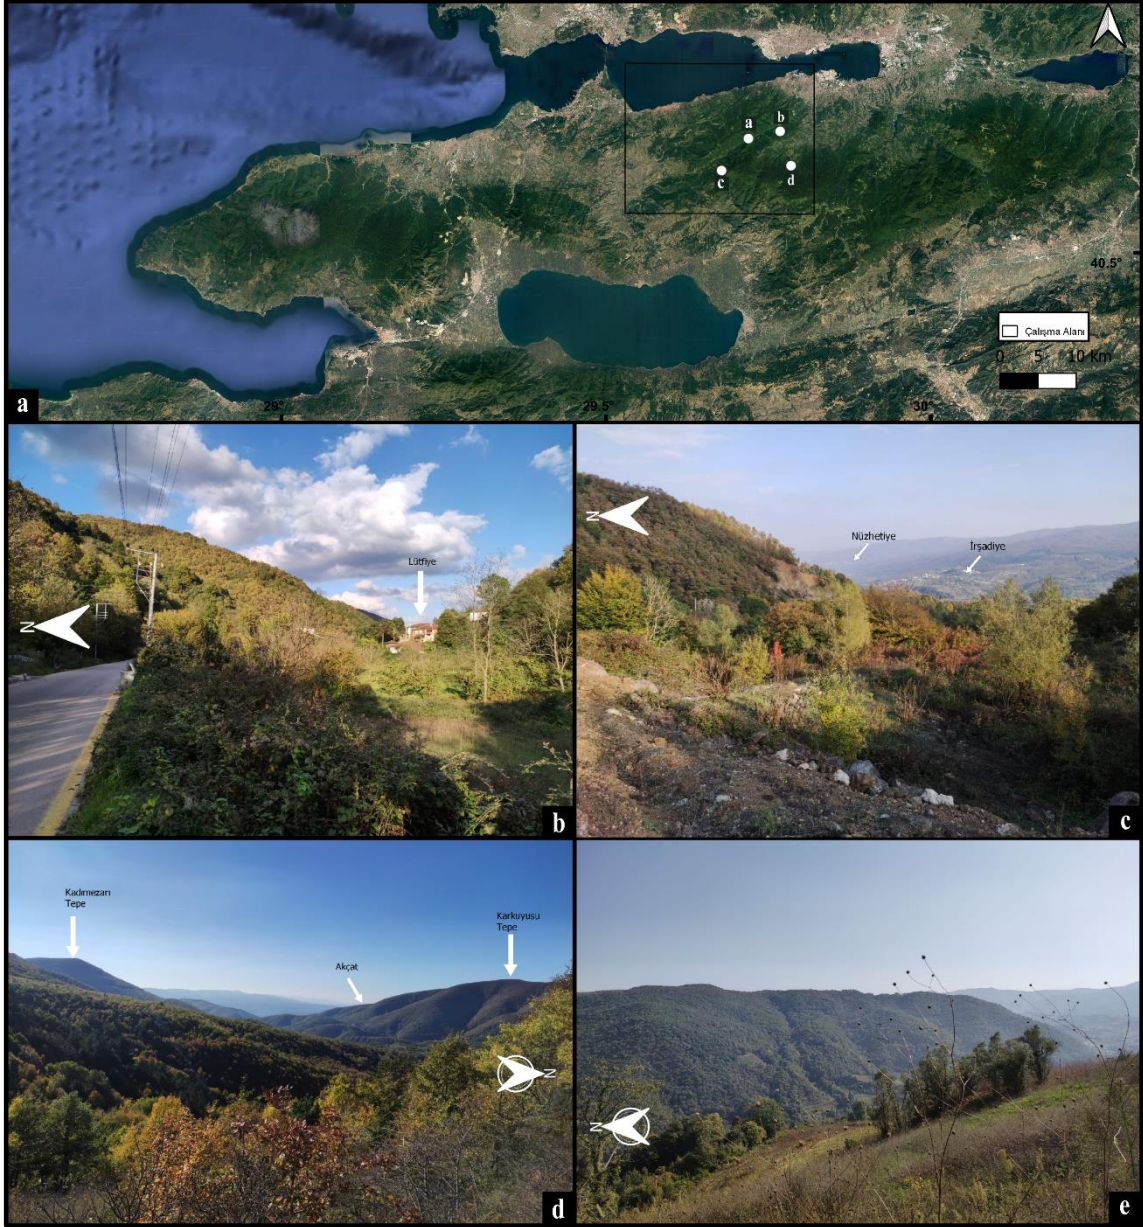 a
b
c
d
40.5°
Çalışma Alanı
0 5 10 Km
29°
29.5°
30°
a
Lütfiye
N
b
Nüzhetiye
İrşadiye
N
c
Kadımezarı
Tepe
Karkuyusu
Tepe
Akçat
N
d
N
e